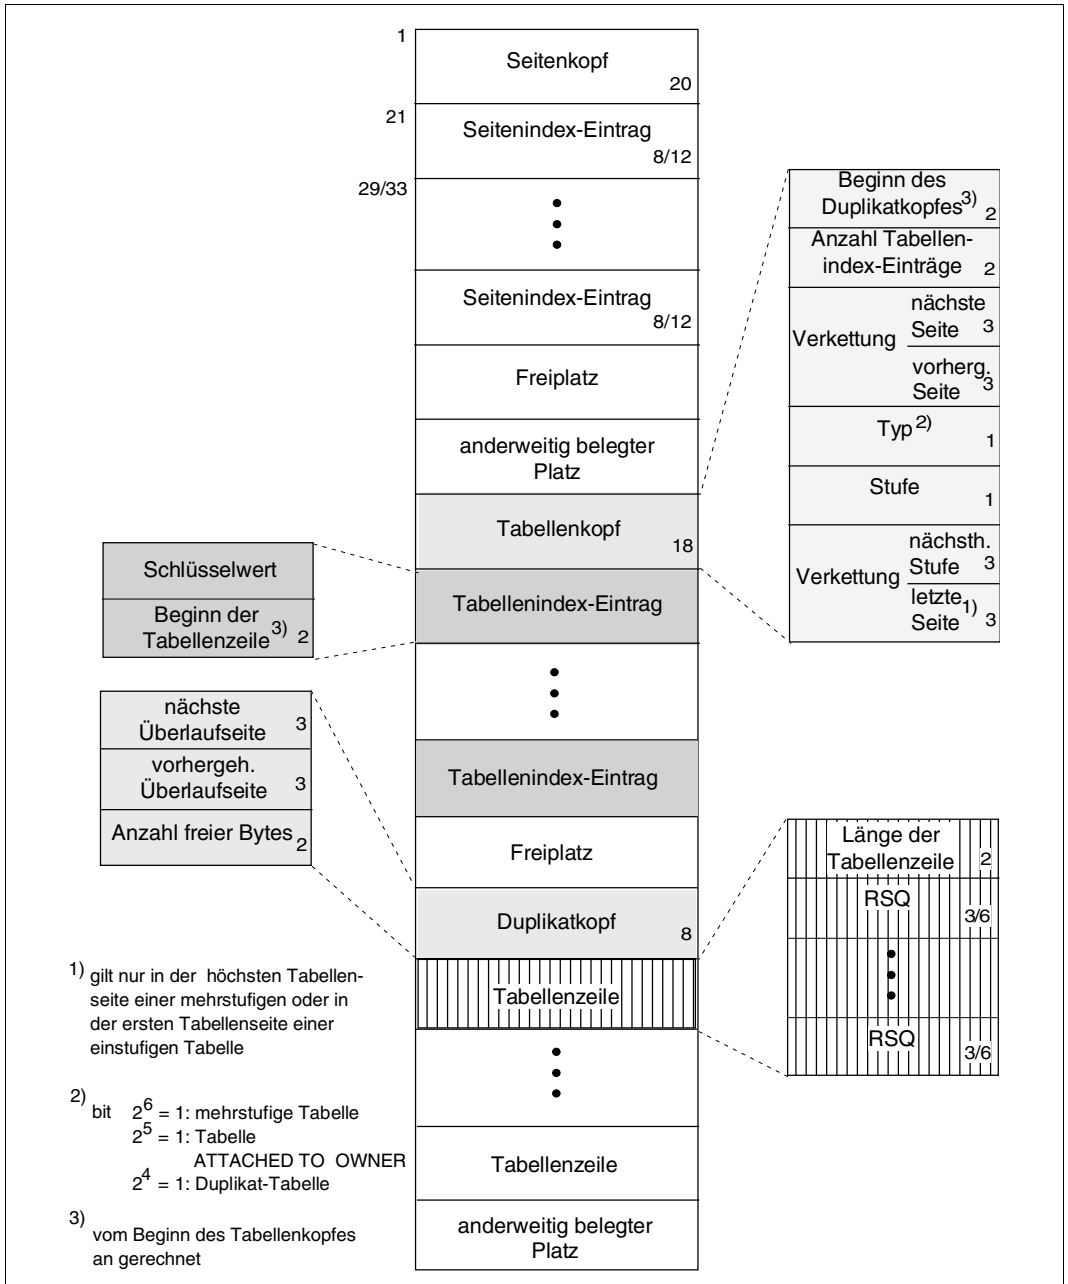 1
Seitenkopf
20
21
Seitenindex-Eintrag
8/12
29/33
Seitenindex-Eintrag
8/12
Freiplatz
anderweitig belegter
Platz
Tabellenkopf
18
Tabellenindex-Eintrag
Tabellenindex-Eintrag
Freiplatz
Duplikatkopf
8
Tabellenzeile
Tabellenzeile
anderweitig belegter
Platz
Beginn des
Duplikatkopfes3)
2
Anzahl Tabellen-
index-Einträge 2
Verkettung
nächste
Seite 3
vorherg.
Seite 3
Typ2)
1
Stufe
1
Verkettung
nächsth.
Stufe 3
letzte1)
Seite 3
Schlüsselwert
Beginn der
Tabellenzeile3) 2
nächste
Überlaufseite 3
vorhergeh.
Überlaufseite 3
Anzahl freier Bytes 2
Länge der
Tabellenzeile 2
RSQ
3/6
RSQ
3/6
1) gilt nur in der höchsten Tabellen-
seite einer mehrstufigen oder in
der ersten Tabellenseite einer
einstufigen Tabelle
2) bit 2^6 = 1: mehrstufige Tabelle
2^5 = 1: Tabelle
ATTACHED TO OWNER
2^4 = 1: Duplikat-Tabelle
3) vom Beginn des Tabellenkopfes
an gerechnet